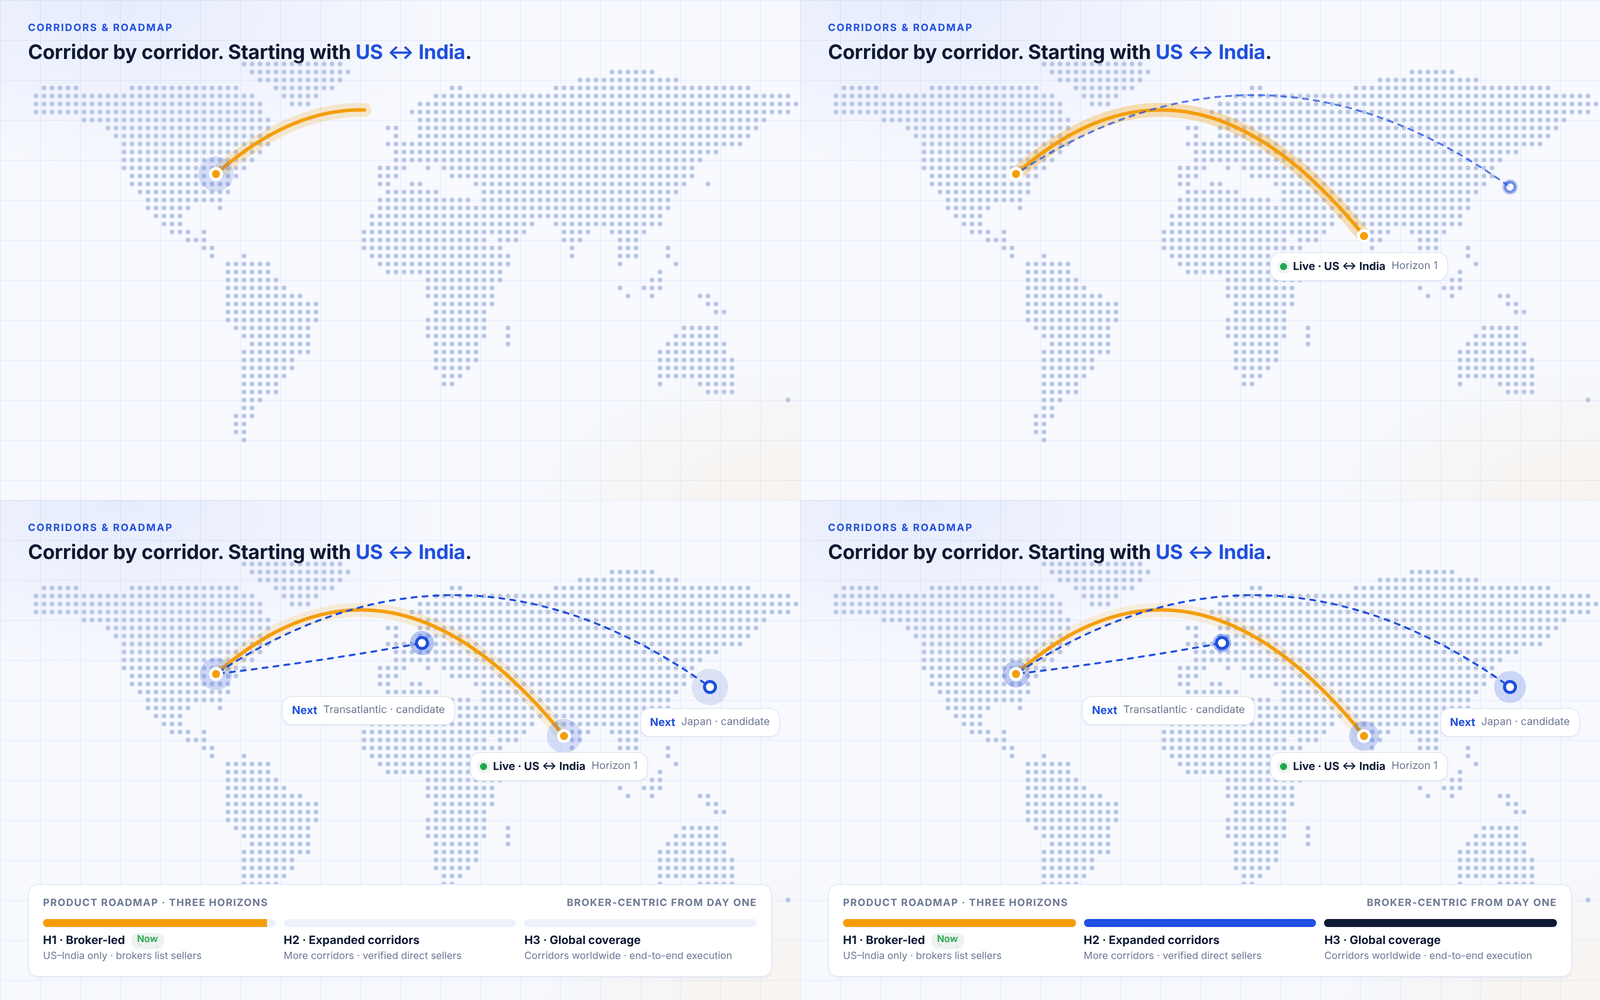 CORRIDORS & ROADMAP
Corridor by corridor. Starting with US ↔ India.
CORRIDORS & ROADMAP
Corridor by corridor. Starting with US ↔ India.
Live · US ↔ India Horizon 1
CORRIDORS & ROADMAP
Corridor by corridor. Starting with US ↔ India.
Next Transatlantic · candidate
Next Japan · candidate
Live · US ↔ India Horizon 1
PRODUCT ROADMAP · THREE HORIZONS
BROKER-CENTRIC FROM DAY ONE
H1 · Broker-led Now
US–India only · brokers list sellers
H2 · Expanded corridors
More corridors · verified direct sellers
H3 · Global coverage
Corridors worldwide · end-to-end execution
CORRIDORS & ROADMAP
Corridor by corridor. Starting with US ↔ India.
Next Transatlantic · candidate
Next Japan · candidate
Live · US ↔ India Horizon 1
PRODUCT ROADMAP · THREE HORIZONS
BROKER-CENTRIC FROM DAY ONE
H1 · Broker-led Now
US–India only · brokers list sellers
H2 · Expanded corridors
More corridors · verified direct sellers
H3 · Global coverage
Corridors worldwide · end-to-end execution